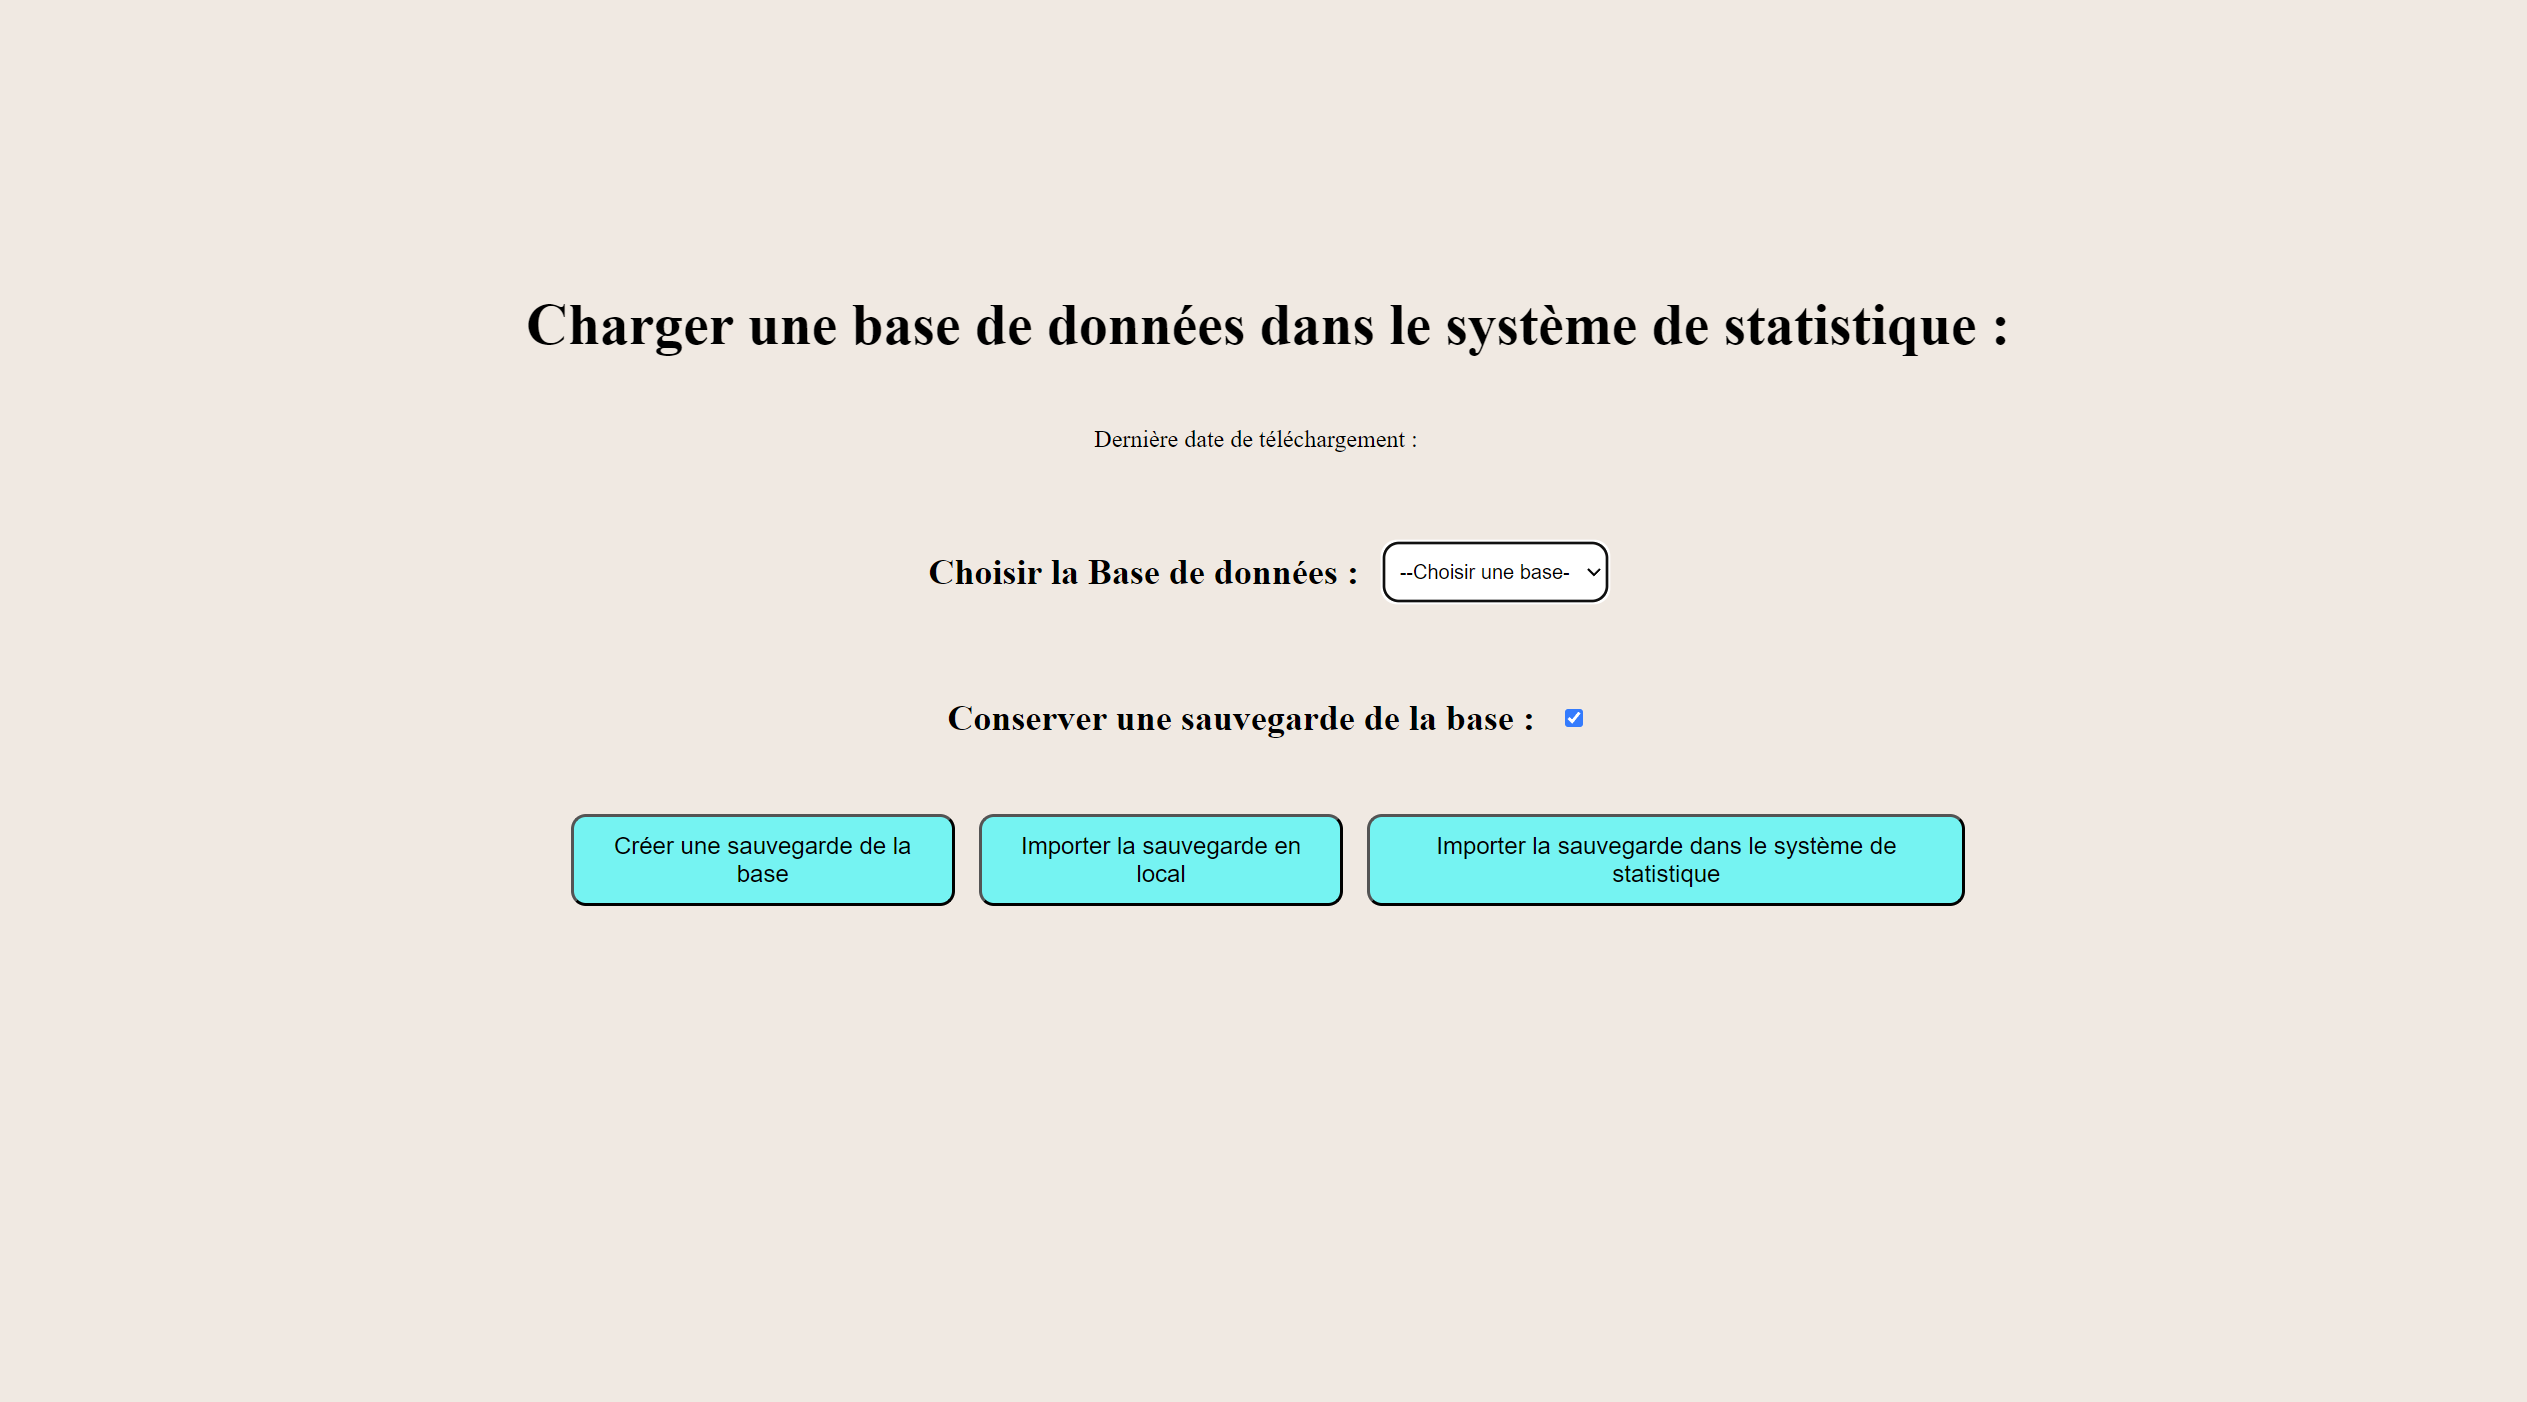 Charger une base de données dans le système de statistique :
Dernière date de téléchargement :
Choisir la Base de données :
--Choisir une base-
Conserver une sauvegarde de la base :
Créer une sauvegarde de la
base
Importer la sauvegarde en
local
Importer la sauvegarde dans le système de
statistique